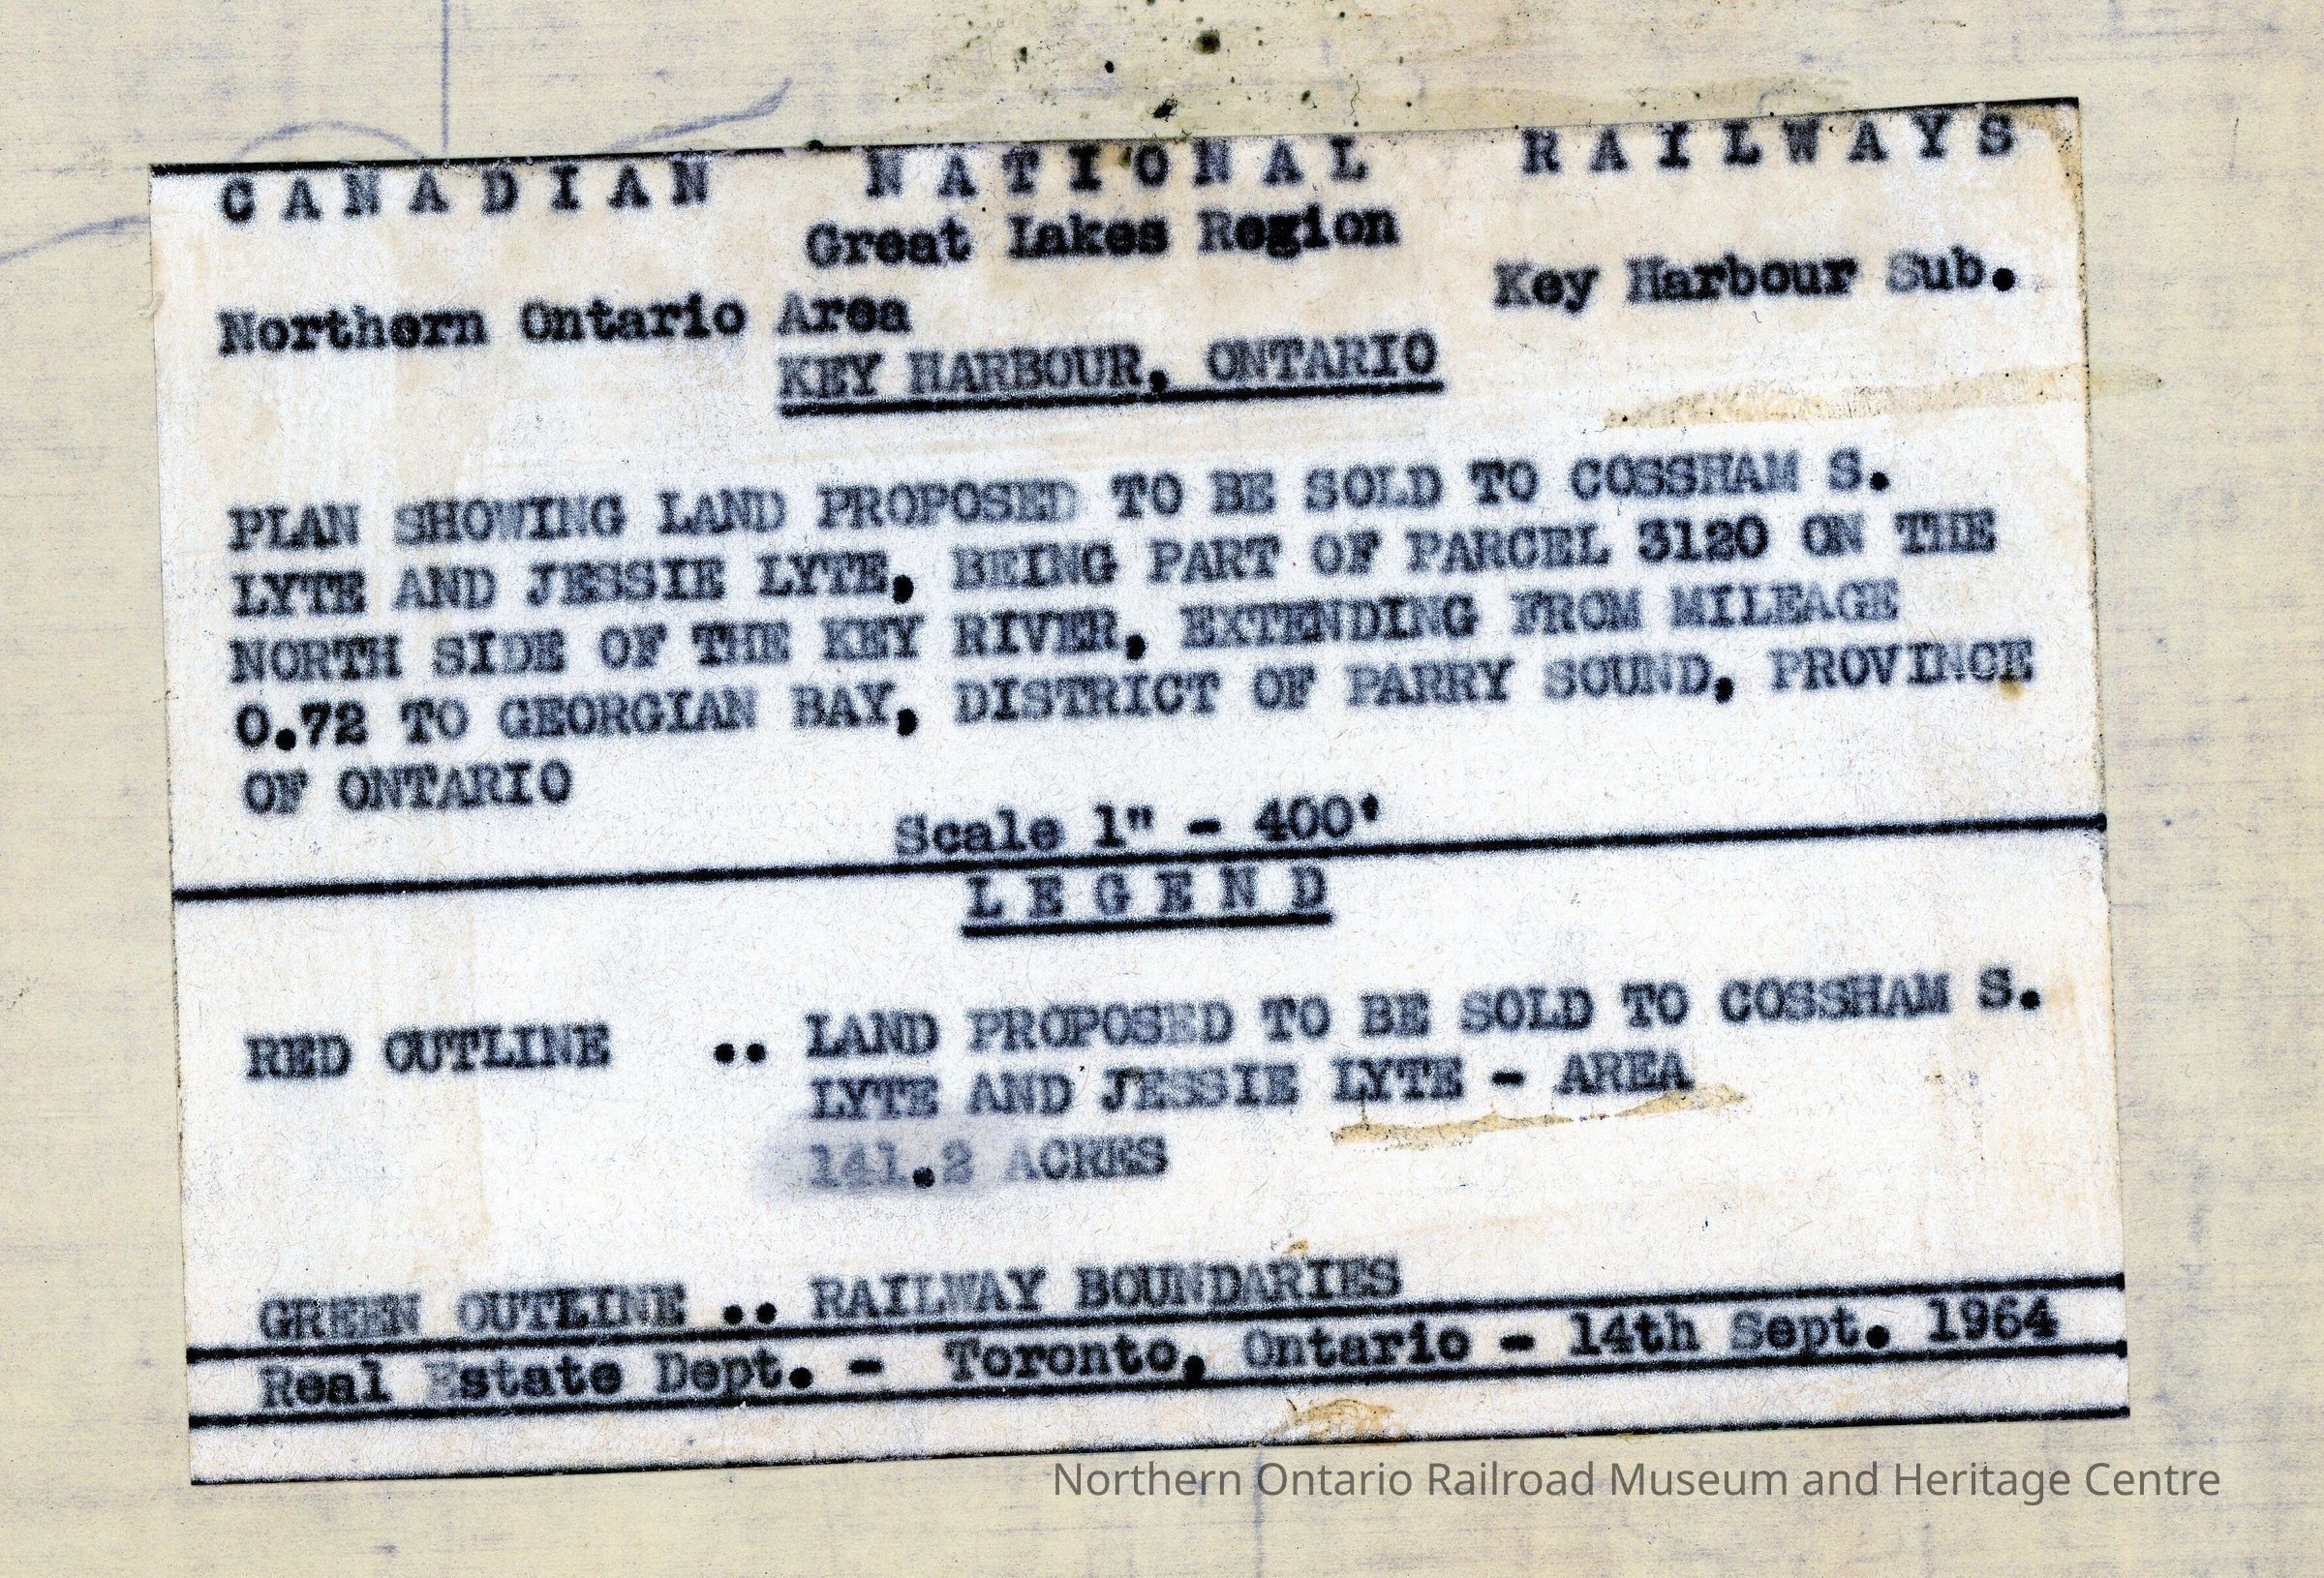 CANADIAN NATIONAL RAILWAYS
Great Lakes Region
Northern Ontario Area Key Harbour Sub.
KEY HARBOUR, ONTARIO
PLAN SHOWING LAND PROPOSED TO BE SOLD TO COSSHAM S.
LYTE AND JESSIE LYTE, BEING PART OF PARCEL 3120 ON THE
NORTH SIDE OF THE KEY RIVER, EXTENDING FROM MILEAGE
0.72 TO GEORGIAN BAY, DISTRICT OF PARRY SOUND, PROVINCE
OF ONTARIO
Scale 1" - 400'
LEGEND
RED OUTLINE .. LAND PROPOSED TO BE SOLD TO COSSHAM S.
LYTE AND JESSIE LYTE - AREA
141.2 ACRES
GREEN OUTLINE .. RAILWAY BOUNDARIES
Real Estate Dept. - Toronto, Ontario - 14th Sept. 1964
Northern Ontario Railroad Museum and Heritage Centre